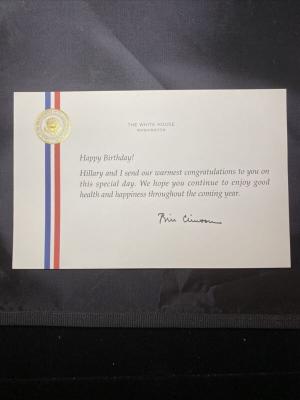 THE WHITE HOUSE
WASHINGTON
Happy Birthday!
Hillary and I send our warmest congratulations to you on
this special day. We hope you continue to enjoy good
health and happiness throughout the coming year.
Bill Clinton